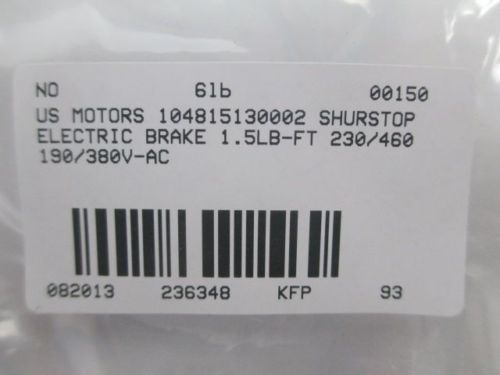 NO 6lb 00150
US MOTORS 104815130002 SHURSTOP
ELECTRIC BRAKE 1.5LB-FT 230/460
190/380V-AC
082013 236348 KFP 93